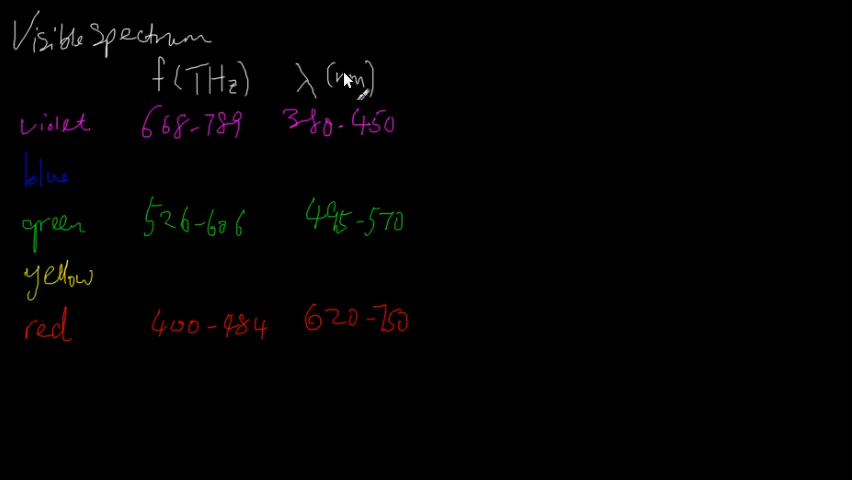 Visible Spectrum
f (THz) λ (nm)
violet 668-789 380-450
blue
green 526-606 495-570
yellow
red 400-484 620-750